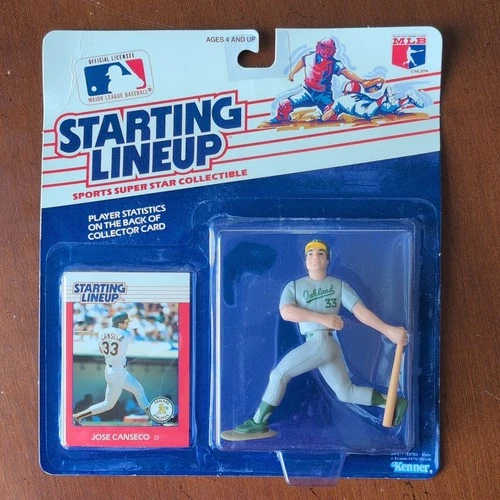 AGES 4 AND UP
OFFICIAL LICENSEE
MAJOR LEAGUE BASEBALL
MLB
STARTING
LINEUP
SPORTS SUPER STAR COLLECTIBLE
PLAYER STATISTICS
ON THE BACK OF
COLLECTOR CARD
STARTING
LINEUP
CANSECO
33
JOSE CANSECO
Oakland
33
Kenner